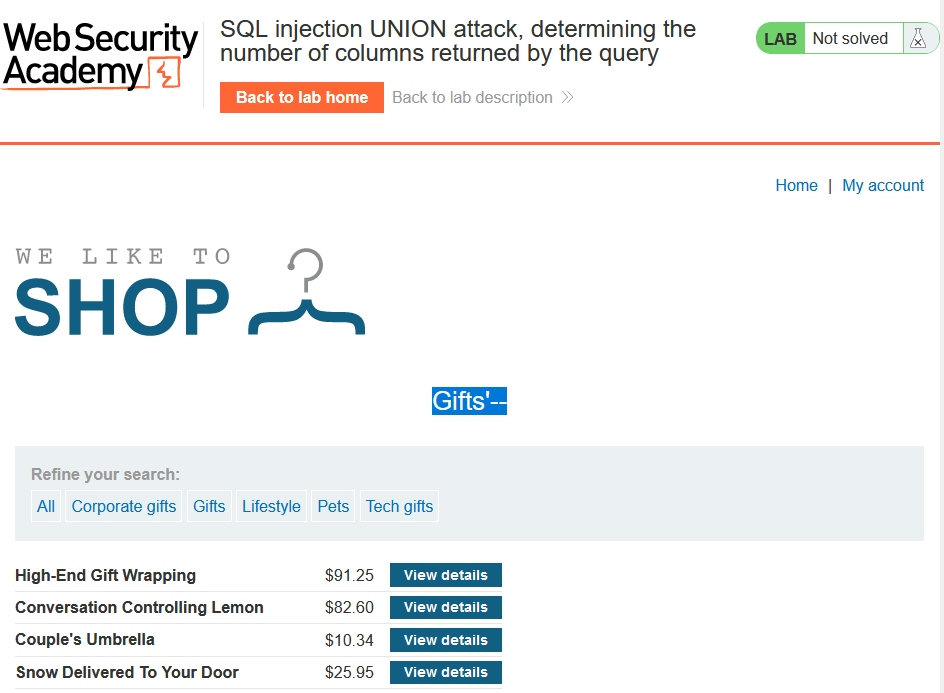 Web Security
Academy
SQL injection UNION attack, determining the
number of columns returned by the query
LAB Not solved
Back to lab home Back to lab description
Home | My account
WE LIKE TO
SHOP
Gifts'--
Refine your search:
All Corporate gifts Gifts Lifestyle Pets Tech gifts
High-End Gift Wrapping $91.25 View details
Conversation Controlling Lemon $82.60 View details
Couple's Umbrella $10.34 View details
Snow Delivered To Your Door $25.95 View details